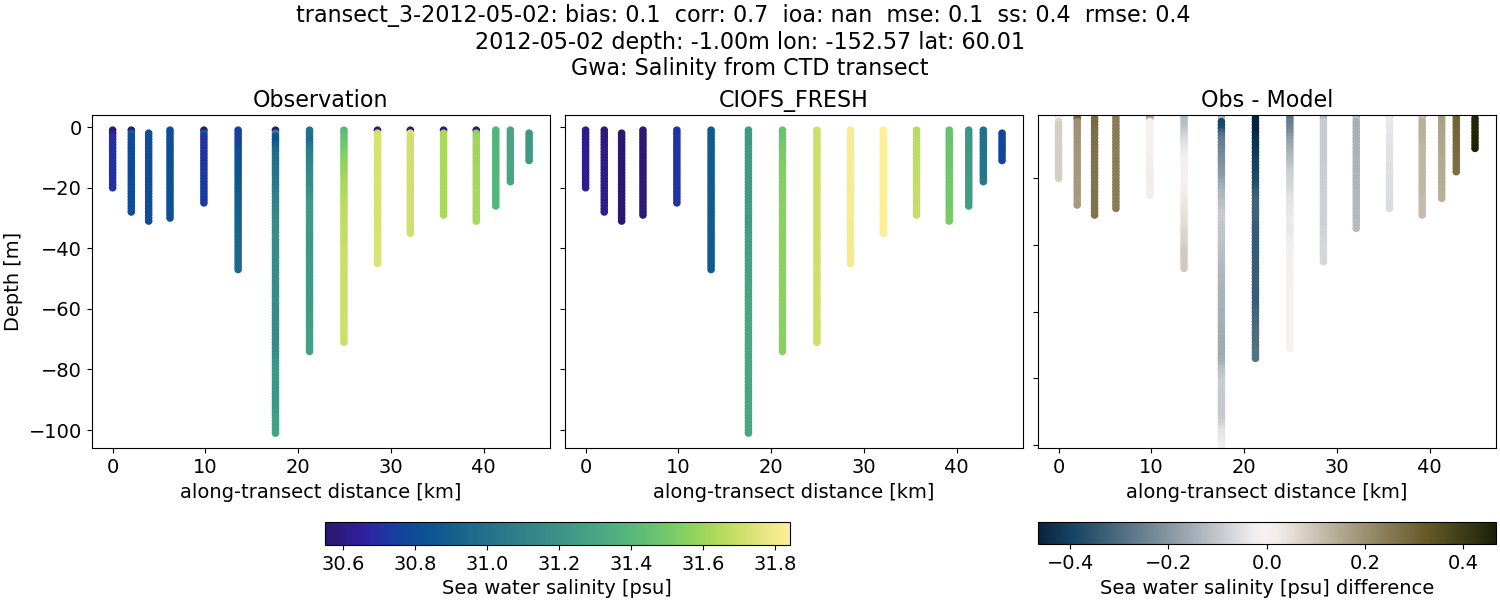 transect_3-2012-05-02: bias: 0.1  corr: 0.7  ioa: nan  mse: 0.1  ss: 0.4  rmse: 0.4
2012-05-02 depth: -1.00m lon: -152.57 lat: 60.01
Gwa: Salinity from CTD transect
Observation
CIOFS_FRESH
Obs - Model
Depth [m]
0
−20
−40
−60
−80
−100
0 10 20 30 40
0 10 20 30 40
0 10 20 30 40
along-transect distance [km]
along-transect distance [km]
along-transect distance [km]
30.6 30.8 31.0 31.2 31.4 31.6 31.8
Sea water salinity [psu]
−0.4 −0.2 0.0 0.2 0.4
Sea water salinity [psu] difference